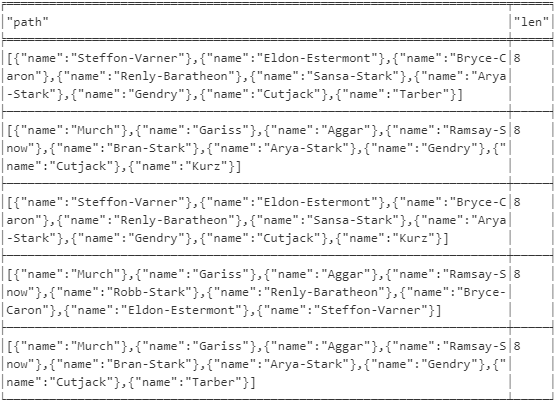 "path" "len"
[{"name":"Steffon-Varner"},{"name":"Eldon-Estermont"},{"name":"Bryce-C 8
aron"},{"name":"Renly-Baratheon"},{"name":"Sansa-Stark"},{"name":"Arya
-Stark"},{"name":"Gendry"},{"name":"Cutjack"},{"name":"Tarber"}]
[{"name":"Murch"},{"name":"Gariss"},{"name":"Aggar"},{"name":"Ramsay-S 8
now"},{"name":"Bran-Stark"},{"name":"Arya-Stark"},{"name":"Gendry"},{"
name":"Cutjack"},{"name":"Kurz"}]
[{"name":"Steffon-Varner"},{"name":"Eldon-Estermont"},{"name":"Bryce-C 8
aron"},{"name":"Renly-Baratheon"},{"name":"Sansa-Stark"},{"name":"Arya
-Stark"},{"name":"Gendry"},{"name":"Cutjack"},{"name":"Kurz"}]
[{"name":"Murch"},{"name":"Gariss"},{"name":"Aggar"},{"name":"Ramsay-S 8
now"},{"name":"Robb-Stark"},{"name":"Renly-Baratheon"},{"name":"Bryce-
Caron"},{"name":"Eldon-Estermont"},{"name":"Steffon-Varner"}]
[{"name":"Murch"},{"name":"Gariss"},{"name":"Aggar"},{"name":"Ramsay-S 8
now"},{"name":"Bran-Stark"},{"name":"Arya-Stark"},{"name":"Gendry"},{"
name":"Cutjack"},{"name":"Tarber"}]